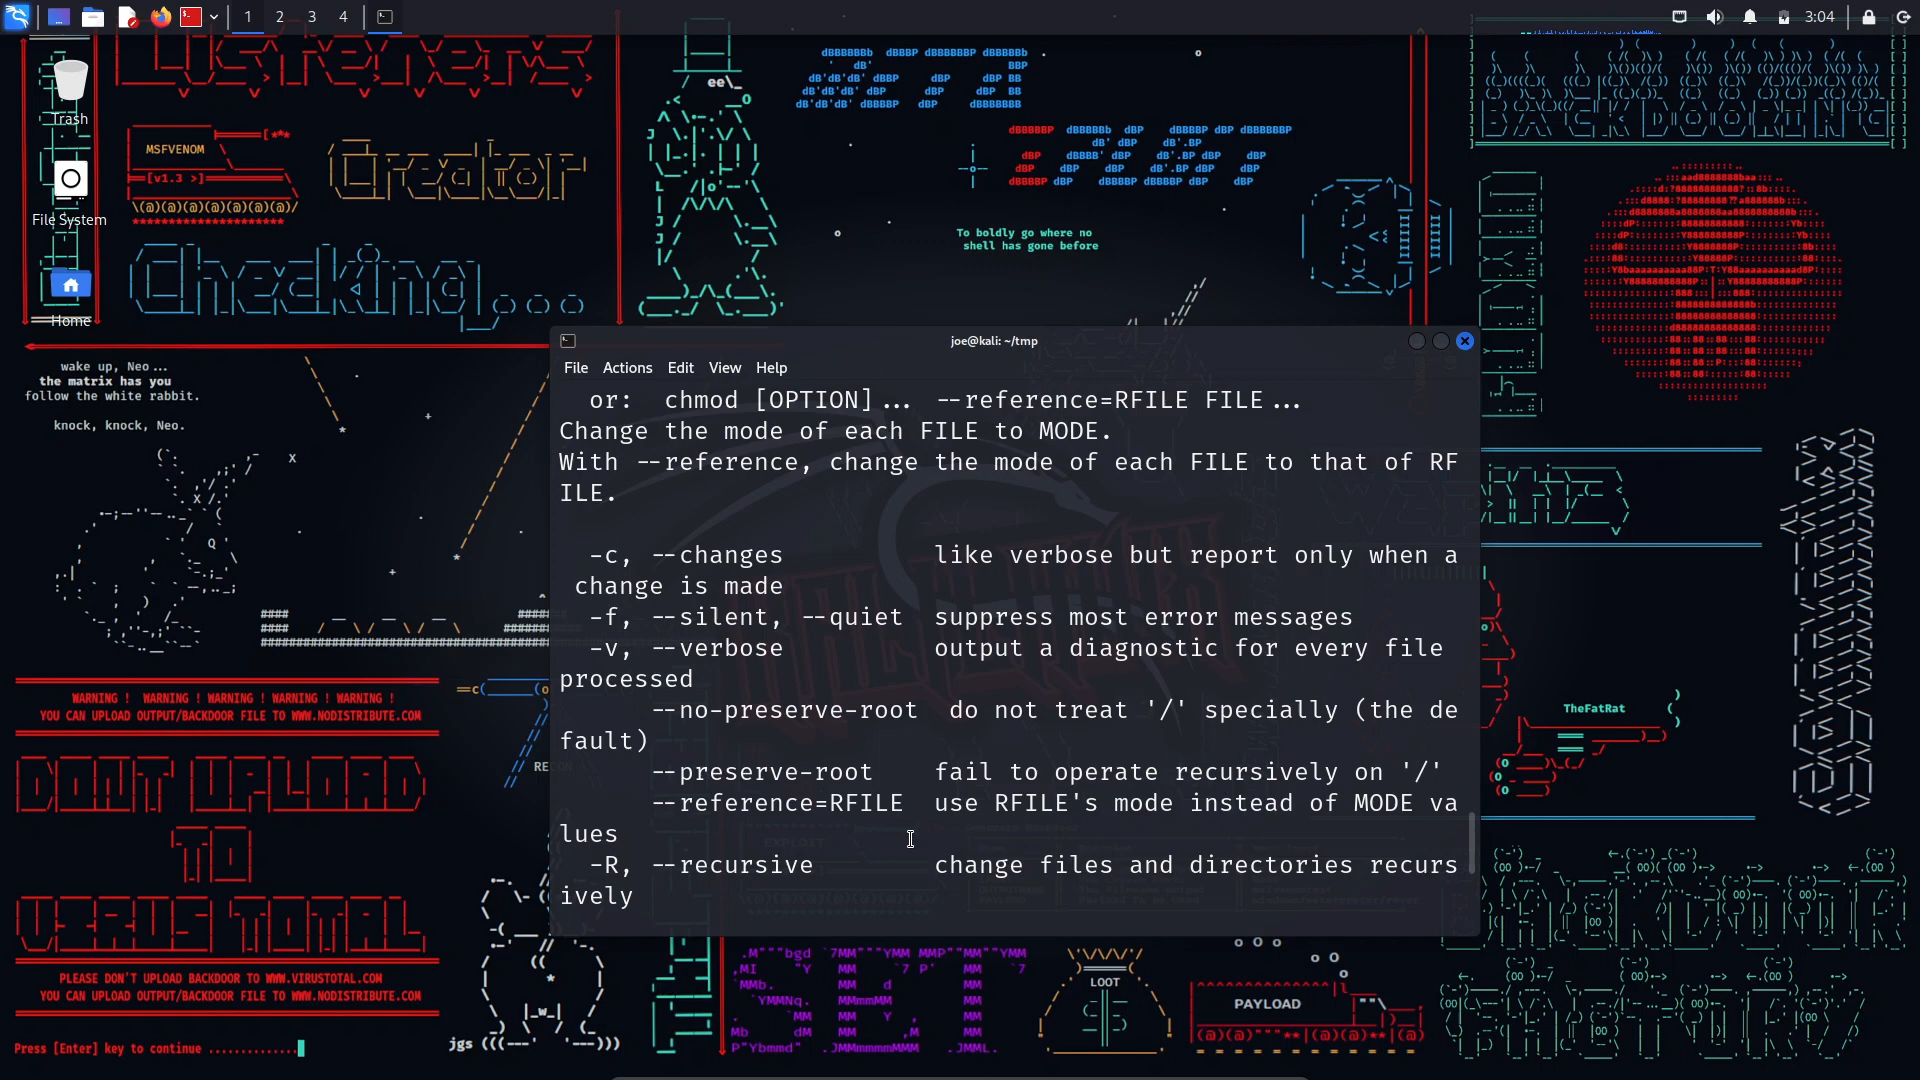 1 2 3 4
3:04
Trash
File System
Home
MSFVENOM
[v1.3 >]
Creator
Checking...
To boldly go where no
shell has gone before
wake up, Neo...
the matrix has you
follow the white rabbit.
knock, knock, Neo.
joe@kali: ~/tmp
File Actions Edit View Help
or: chmod [OPTION]... --reference=RFILE FILE...
Change the mode of each FILE to MODE.
With --reference, change the mode of each FILE to that of RF
ILE.
-c, --changes like verbose but report only when a
change is made
-f, --silent, --quiet suppress most error messages
-v, --verbose output a diagnostic for every file
processed
--no-preserve-root do not treat '/' specially (the de
fault)
--preserve-root fail to operate recursively on '/'
--reference=RFILE use RFILE's mode instead of MODE va
lues
-R, --recursive change files and directories recurs
ively
RECON
TheFatRat
WARNING ! WARNING ! WARNING ! WARNING ! WARNING !
YOU CAN UPLOAD OUTPUT/BACKDOOR FILE TO WWW.NODISTRIBUTE.COM
DONT UPLOAD
TO
VIRUSTOTAL
PLEASE DON'T UPLOAD BACKDOOR TO WWW.VIRUSTOTAL.COM
YOU CAN UPLOAD OUTPUT/BACKDOOR FILE TO WWW.NODISTRIBUTE.COM
Press [Enter] key to continue ..............
jgs
SET
LOOT
PAYLOAD